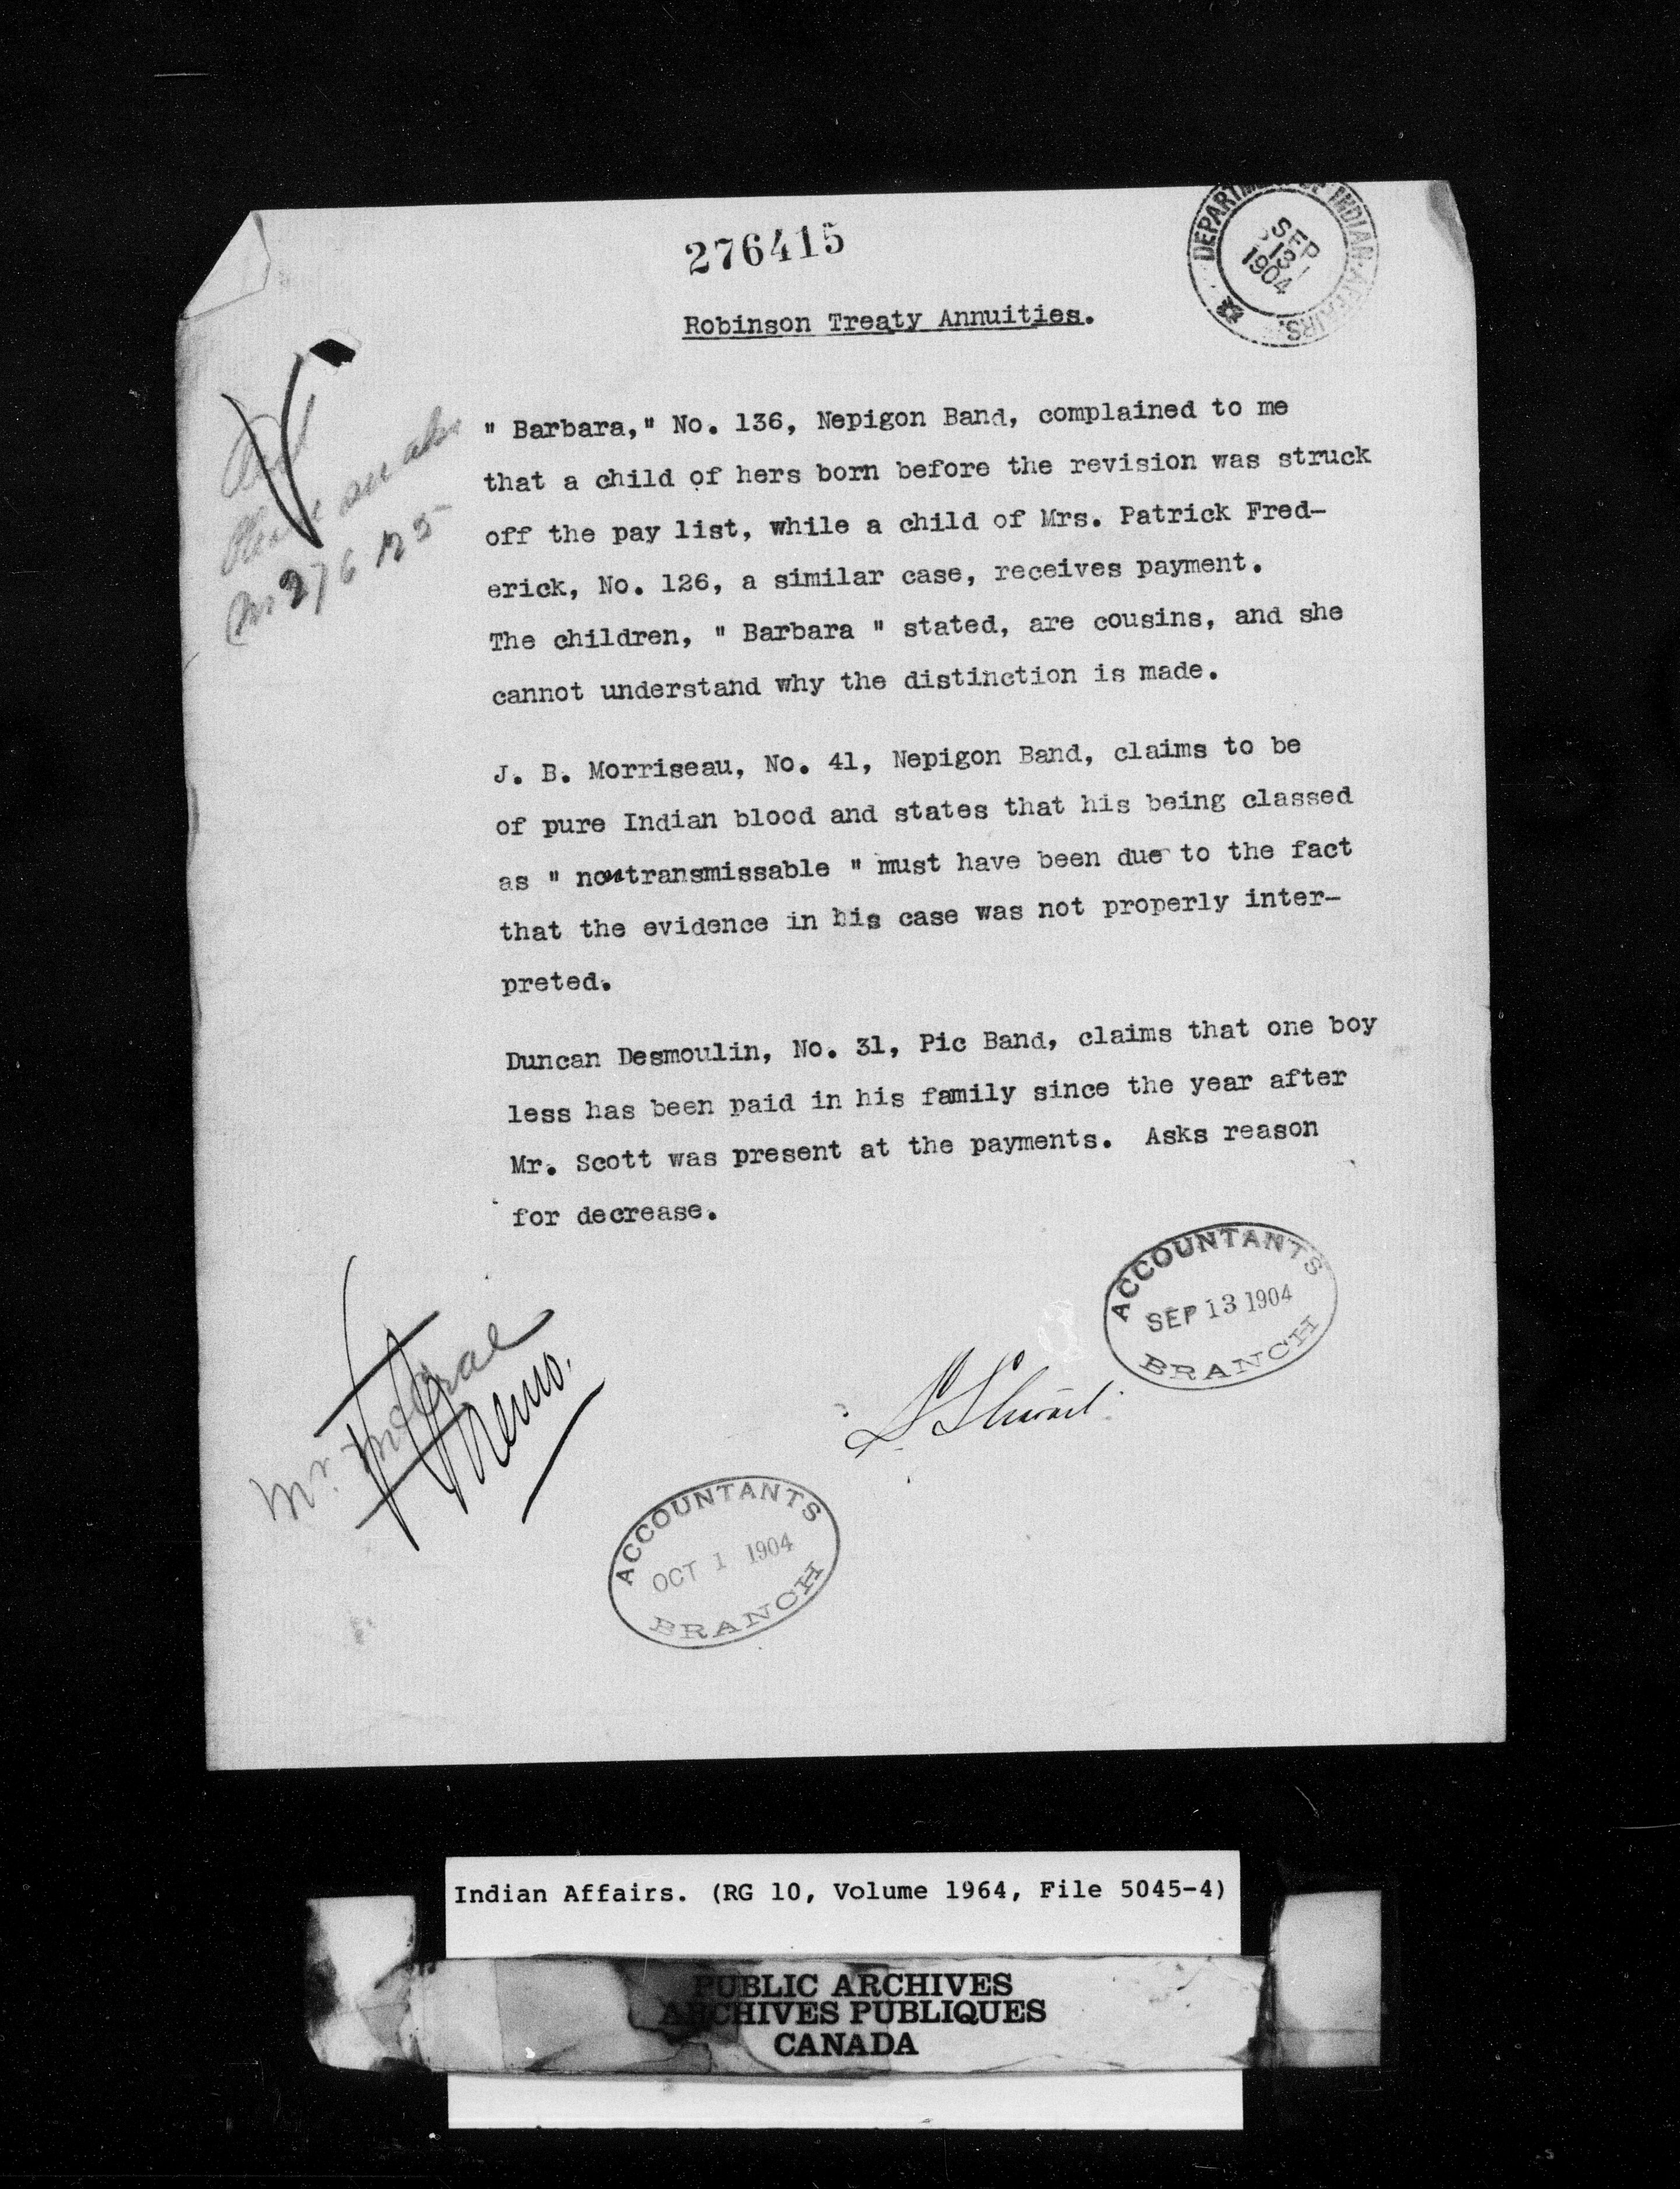 276415
DEPARTMENT OF INDIAN AFFAIRS.
SEP
13
1904
Robinson Treaty Annuities.
Please see also
276125
" Barbara," No. 136, Nepigon Band, complained to me
that a child of hers born before the revision was struck
off the pay list, while a child of Mrs. Patrick Fred-
erick, No. 126, a similar case, receives payment.
The children, " Barbara " stated, are cousins, and she
cannot understand why the distinction is made.
J. B. Morriseau, No. 41, Nepigon Band, claims to be
of pure Indian blood and states that his being classed
as " nontransmissable " must have been due to the fact
that the evidence in his case was not properly inter-
preted.
Duncan Desmoulin, No. 31, Pic Band, claims that one boy
less has been paid in his family since the year after
Mr. Scott was present at the payments. Asks reason
for decrease.
ACCOUNTANTS
SEP 13 1904
BRANCH
Mr.
Memo.
ACCOUNTANTS
OCT 1 1904
BRANCH
Indian Affairs. (RG 10, Volume 1964, File 5045-4)
PUBLIC ARCHIVES
ARCHIVES PUBLIQUES
CANADA